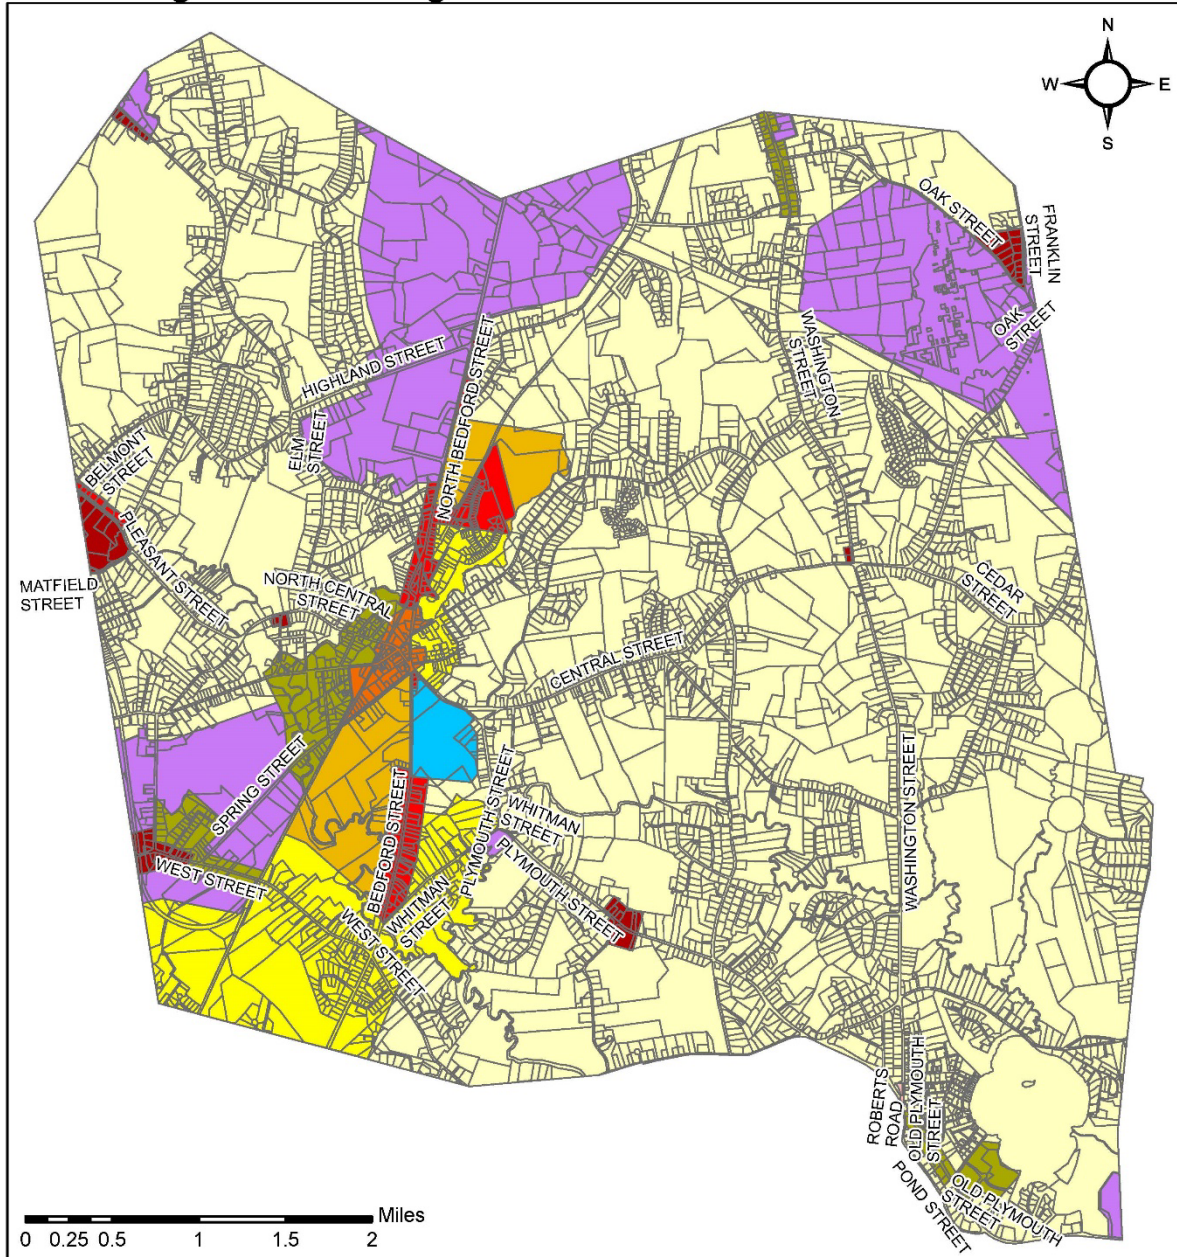 N
W
E
S
OAK STREET
FRANKLIN
STREET
OAK
STREET
WASHINGTON
STREET
HIGHLAND STREET
NORTH BEDFORD STREET
ELM
STREET
BELMONT
STREET
PLEASANT STREET
MATFIELD
STREET
NORTH CENTRAL
STREET
CEDAR
STREET
CENTRAL STREET
SPRING STREET
BEDFORD STREET
PLYMOUTH STREET
WHITMAN
STREET
PLYMOUTH STREET
WASHINGTON STREET
WEST STREET
WHITMAN
STREET
WEST STREET
ROBERTS
ROAD
OLD PLYMOUTH
STREET
POND STREET
OLD PLYMOUTH
STREET
Miles
0 0.25 0.5 1 1.5 2